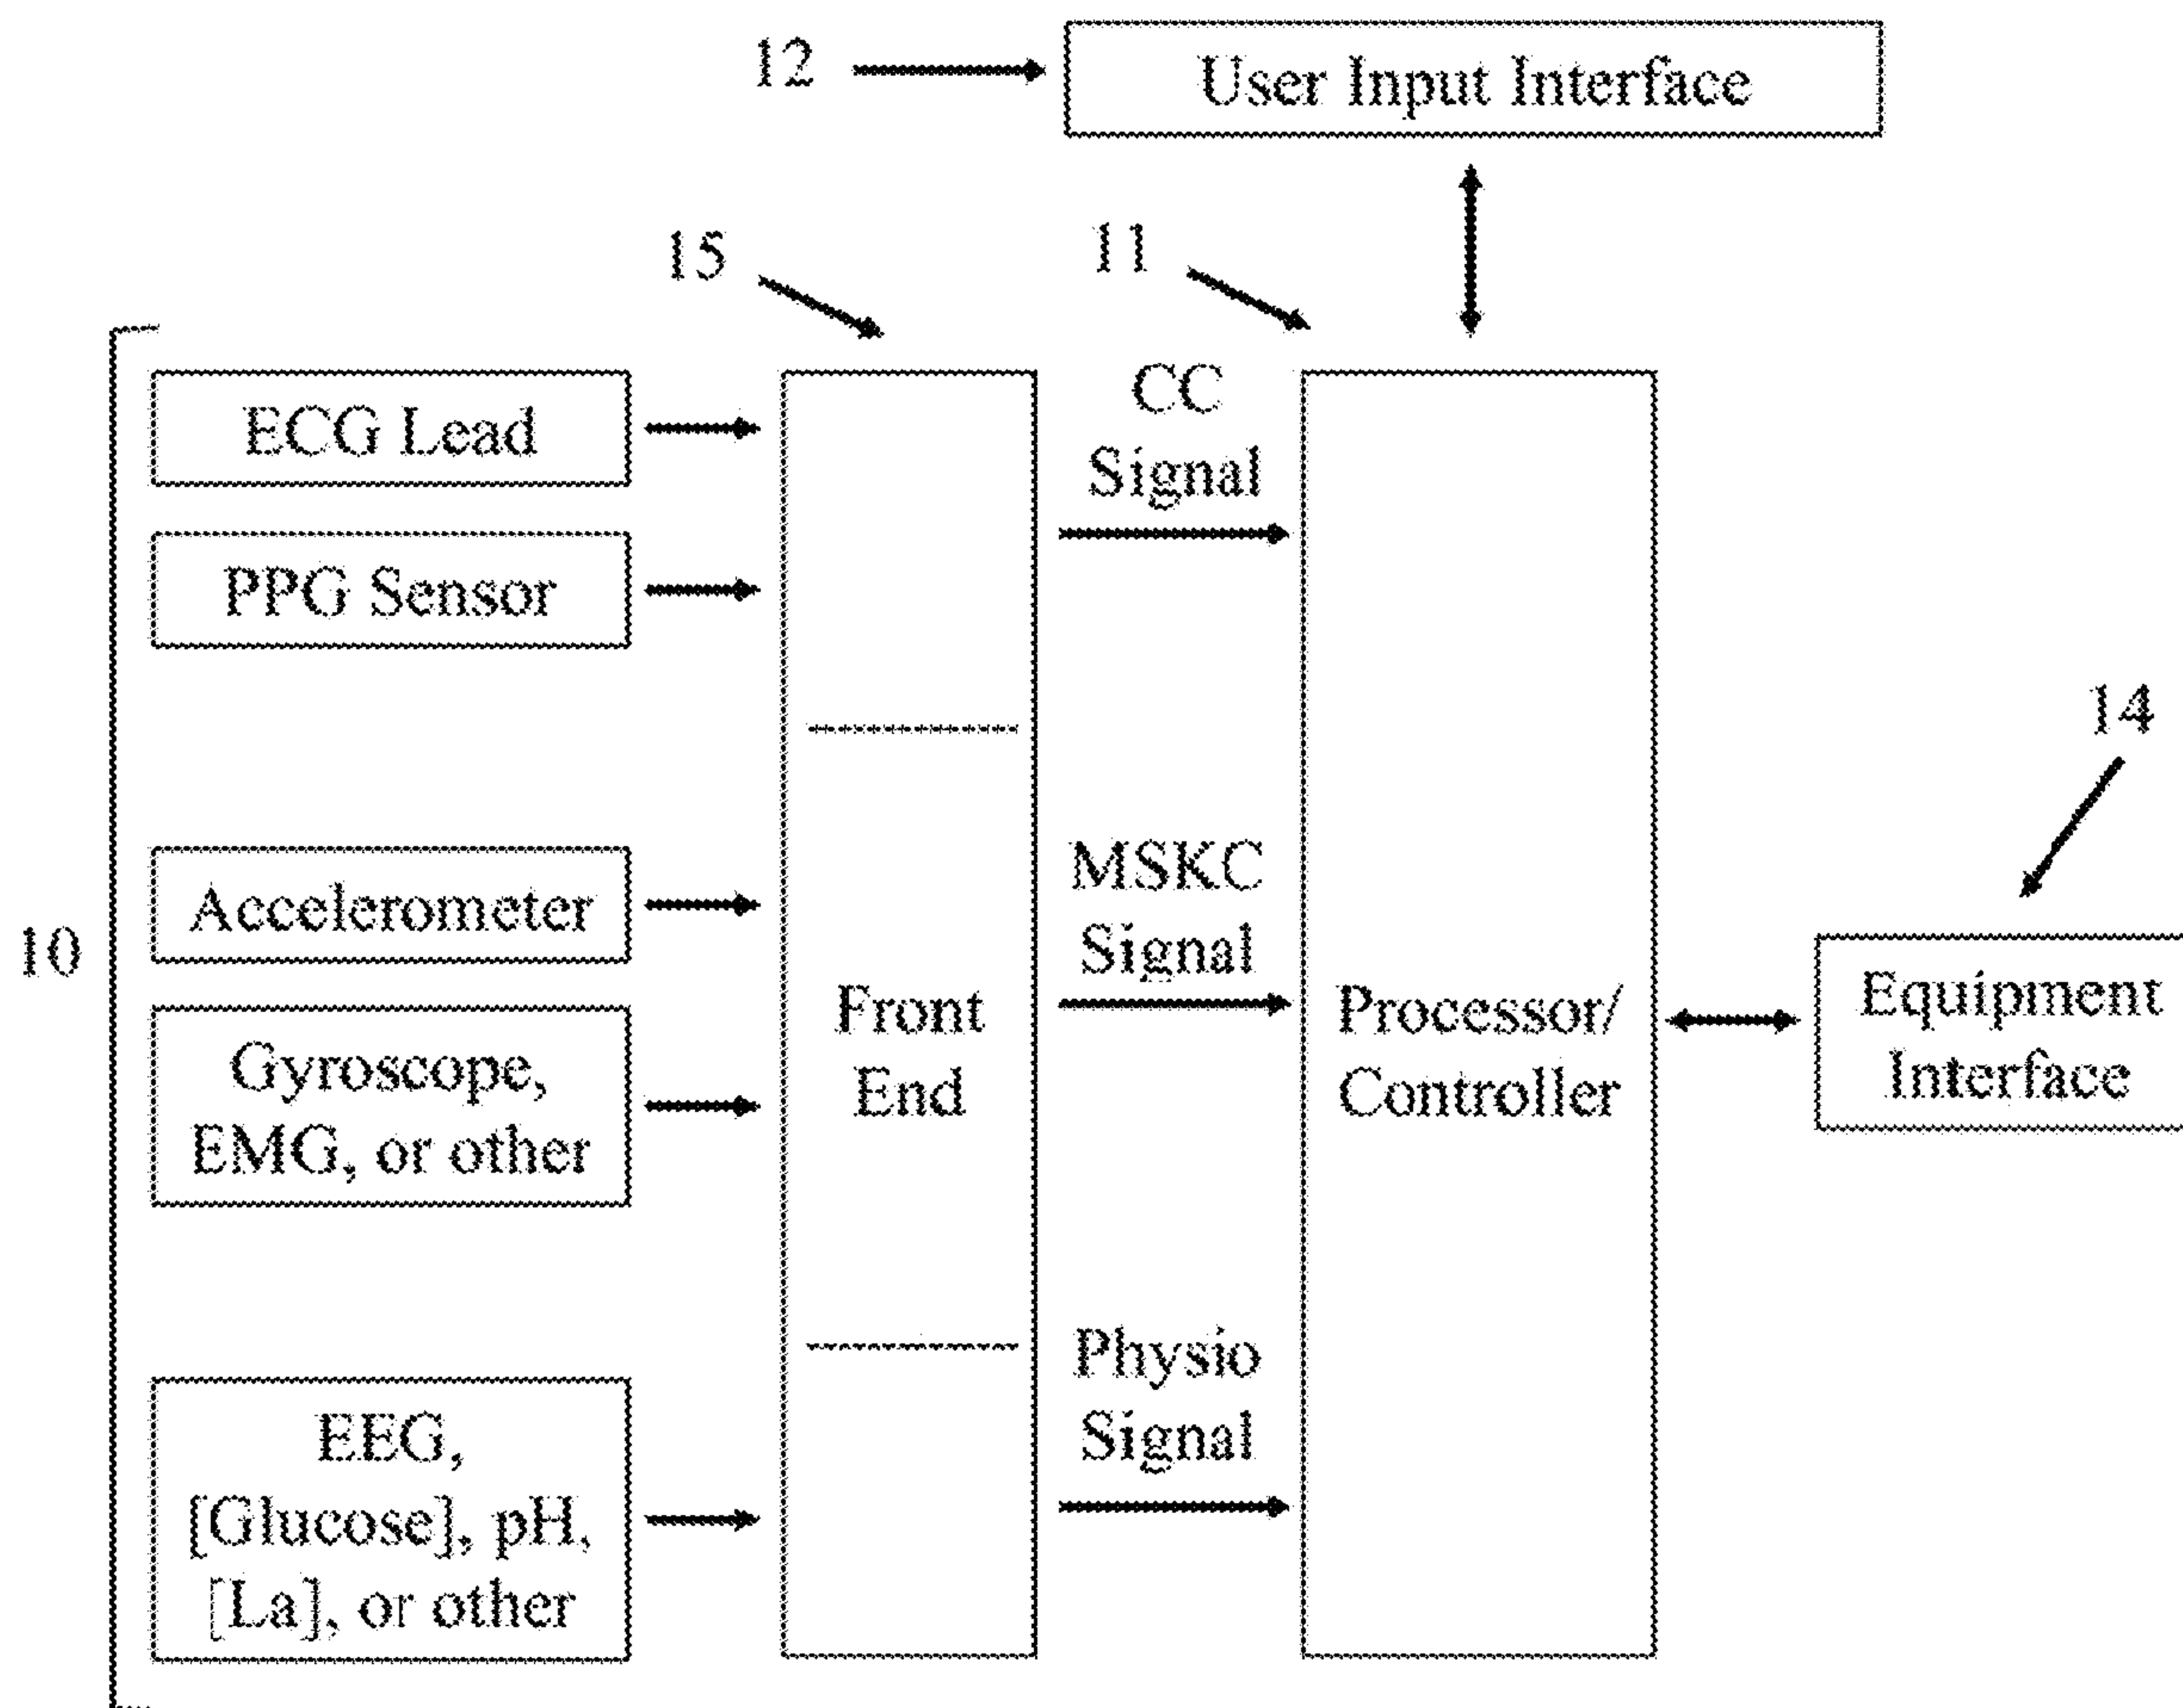 12
User Input Interface
15
11
ECG Lead
CC
Signal
PPG Sensor
14
10
Accelerometer
MSKC
Signal
Gyroscope,
EMG, or other
Front
End
Processor/
Controller
Equipment
Interface
Physio
Signal
EEG,
[Glucose], pH,
[La], or other